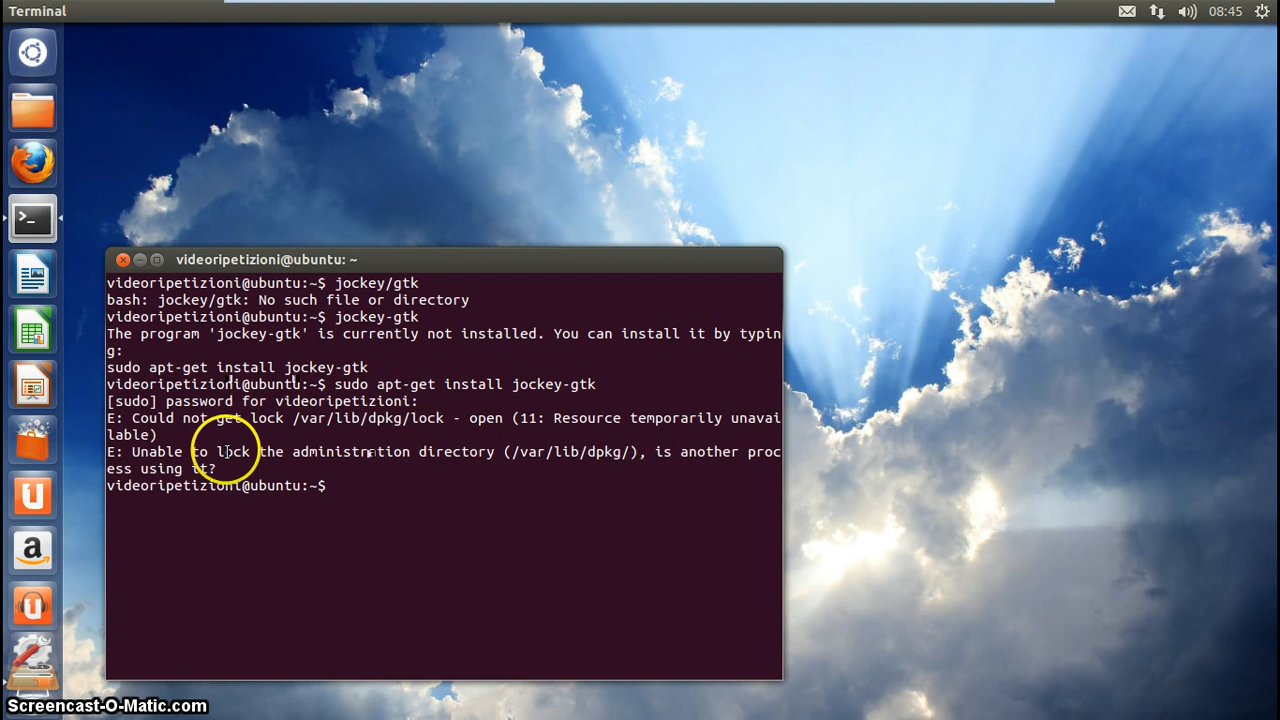 Terminal
08:45
videoripetizioni@ubuntu: ~
videoripetizioni@ubuntu:~$ jockey/gtk
bash: jockey/gtk: No such file or directory
videoripetizioni@ubuntu:~$ jockey-gtk
The program 'jockey-gtk' is currently not installed. You can install it by typin
g:
sudo apt-get install jockey-gtk
videoripetizioni@ubuntu:~$ sudo apt-get install jockey-gtk
[sudo] password for videoripetizioni:
E: Could not get lock /var/lib/dpkg/lock - open (11: Resource temporarily unavai
lable)
E: Unable to lock the administration directory (/var/lib/dpkg/), is another proc
ess using it?
videoripetizioni@ubuntu:~$
Screencast-O-Matic.com